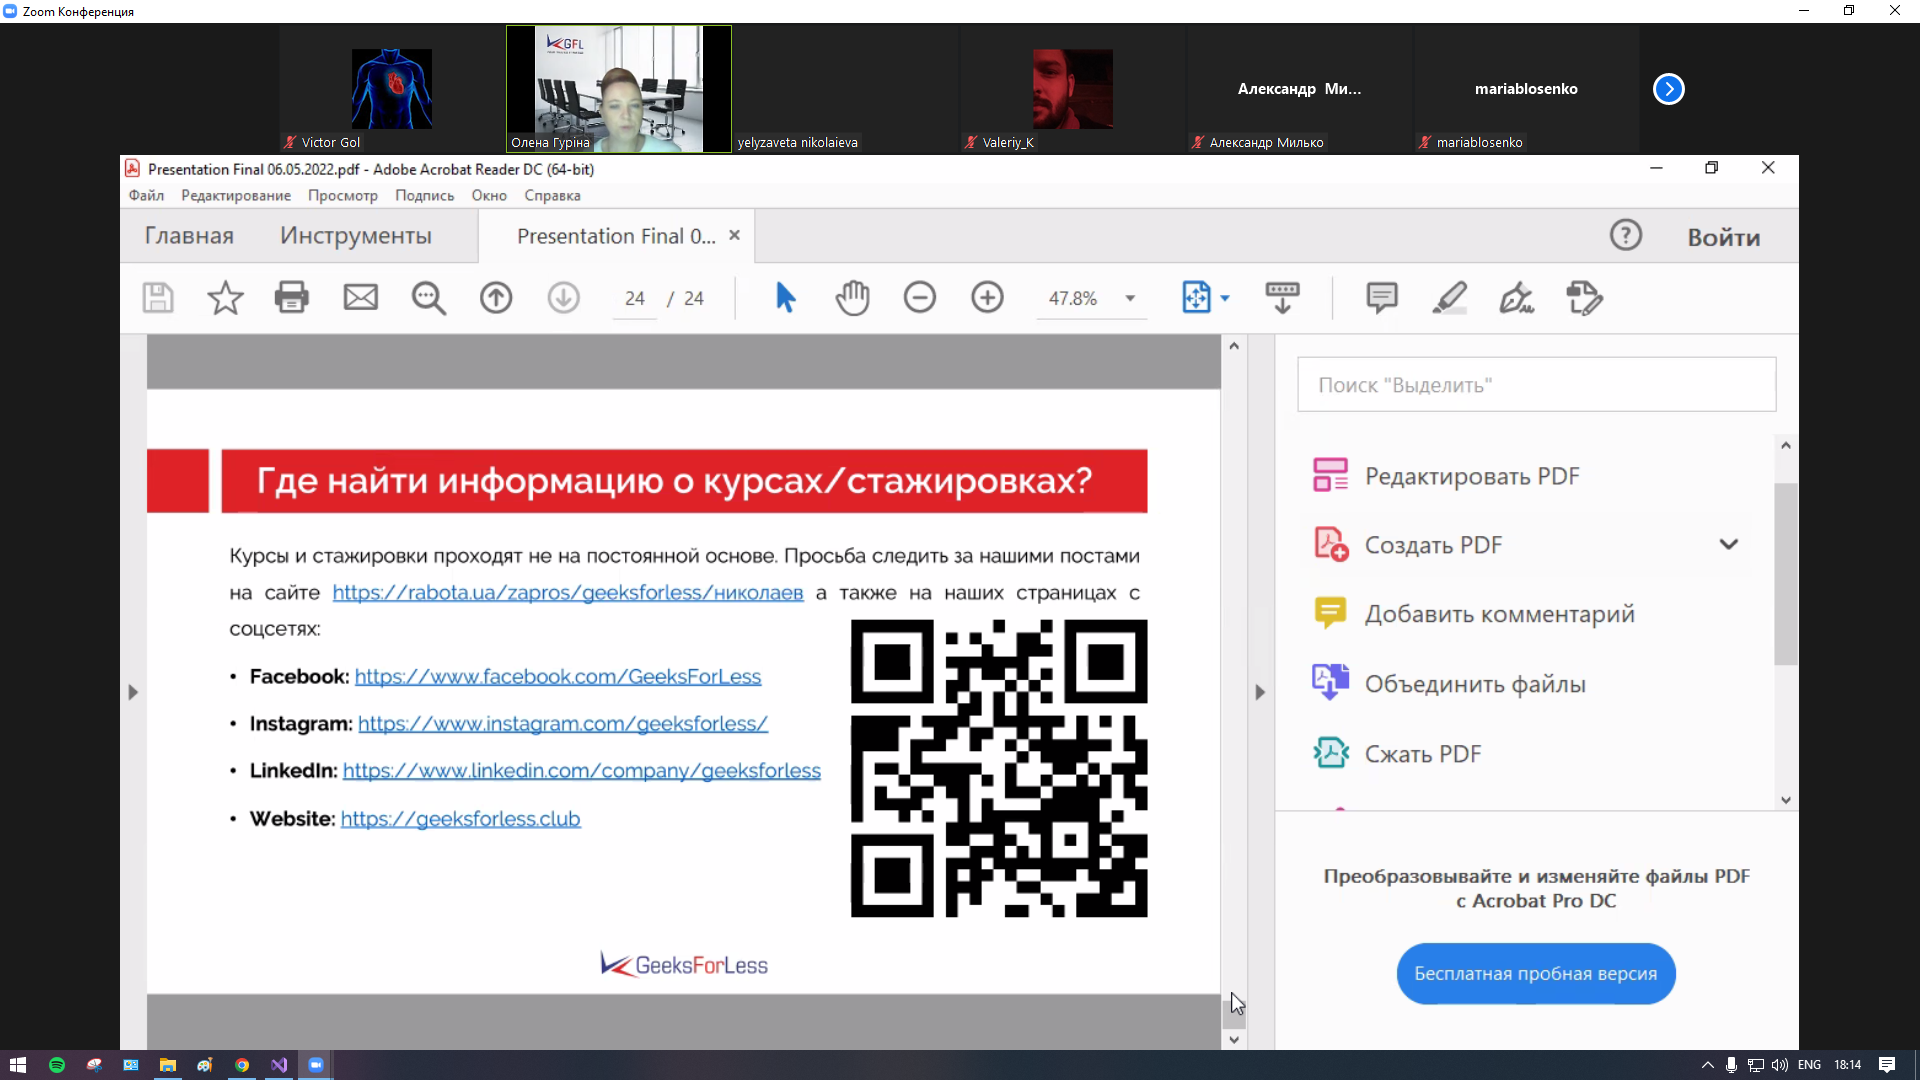 Zoom Конференция
GFL
Александр Ми...
mariablosenko
Victor Gol
Олена Гуріна
yelyzaveta nikolaieva
Valeriy_K
Александр Милько
mariablosenko
Presentation Final 06.05.2022.pdf - Adobe Acrobat Reader DC (64-bit)
Файл Редактирование Просмотр Подпись Окно Справка
Главная Инструменты Presentation Final 0... Войти
24 / 24 47.8%
Где найти информацию о курсах/стажировках?
Курсы и стажировки проходят не на постоянной основе. Просьба следить за нашими постами
на сайте https://rabota.ua/zapros/geeksforless/николаев а также на наших страницах с
соцсетях:
• Facebook: https://www.facebook.com/GeeksForLess
• Instagram: https://www.instagram.com/geeksforless/
• LinkedIn: https://www.linkedin.com/company/geeksforless
• Website: https://geeksforless.club
GeeksForLess
Поиск "Выделить"
Редактировать PDF
Создать PDF
Добавить комментарий
Объединить файлы
Сжать PDF
Преобразовывайте и изменяйте файлы PDF
с Acrobat Pro DC
Бесплатная пробная версия
ENG 18:14